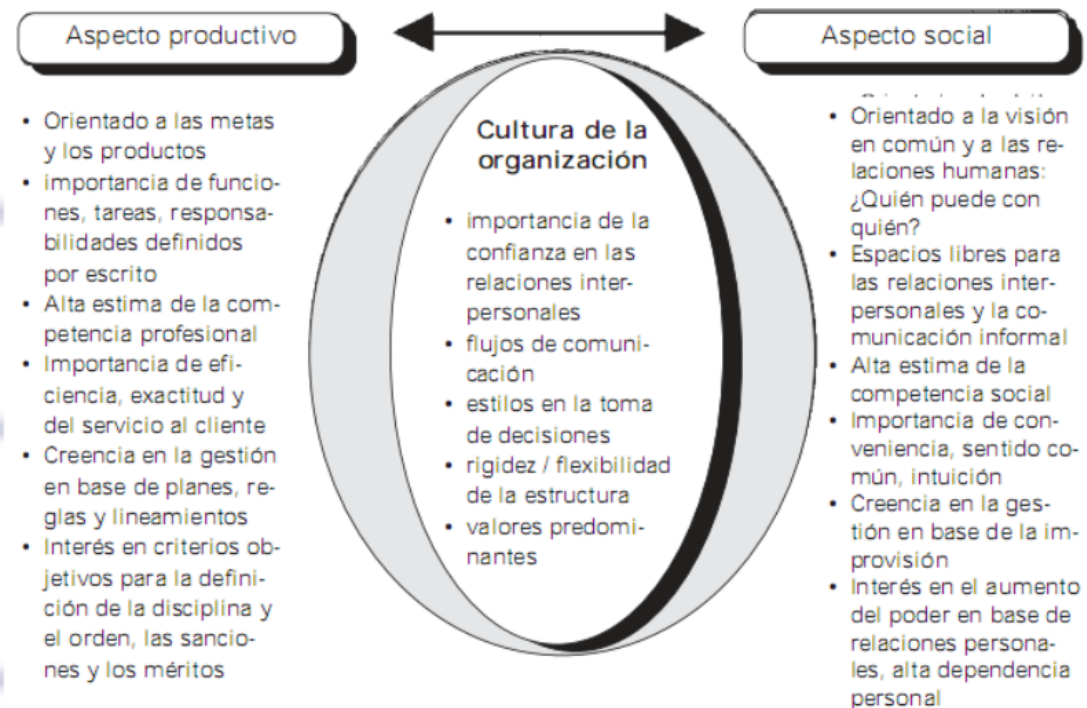 Aspecto productivo
• Orientado a las metas
y los productos
• importancia de funcio-
nes, tareas, responsa-
bilidades definidos
por escrito
• Alta estima de la com-
petencia profesional
• Importancia de efi-
ciencia, exactitud y
del servicio al cliente
• Creencia en la gestión
en base de planes, re-
glas y lineamientos
• Interés en criterios ob-
jetivos para la defini-
ción de la disciplina y
el orden, las sancio-
nes y los méritos
Cultura de la
organización
• importancia de la
confianza en las
relaciones inter-
personales
• flujos de comuni-
cación
• estilos en la toma
de decisiones
• rigidez / flexibilidad
de la estructura
• valores predomi-
nantes
Aspecto social
• Orientado a la visión
en común y a las re-
laciones humanas:
¿Quién puede con
quién?
• Espacios libres para
las relaciones inter-
personales y la co-
municación informal
• Alta estima de la
competencia social
• Importancia de con-
veniencia, sentido co-
mún, intuición
• Creencia en la ges-
tión en base de la im-
provisión
• Interés en el aumento
del poder en base de
relaciones persona-
les, alta dependencia
personal